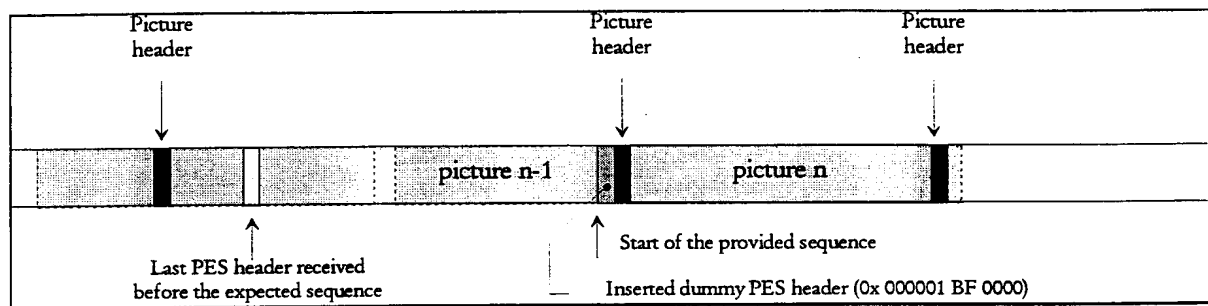 Picture
header
Picture
header
Picture
header
picture n-1
picture n
Start of the provided sequence
Last PES header received
before the expected sequence
Inserted dummy PES header (0x 000001 BF 0000)